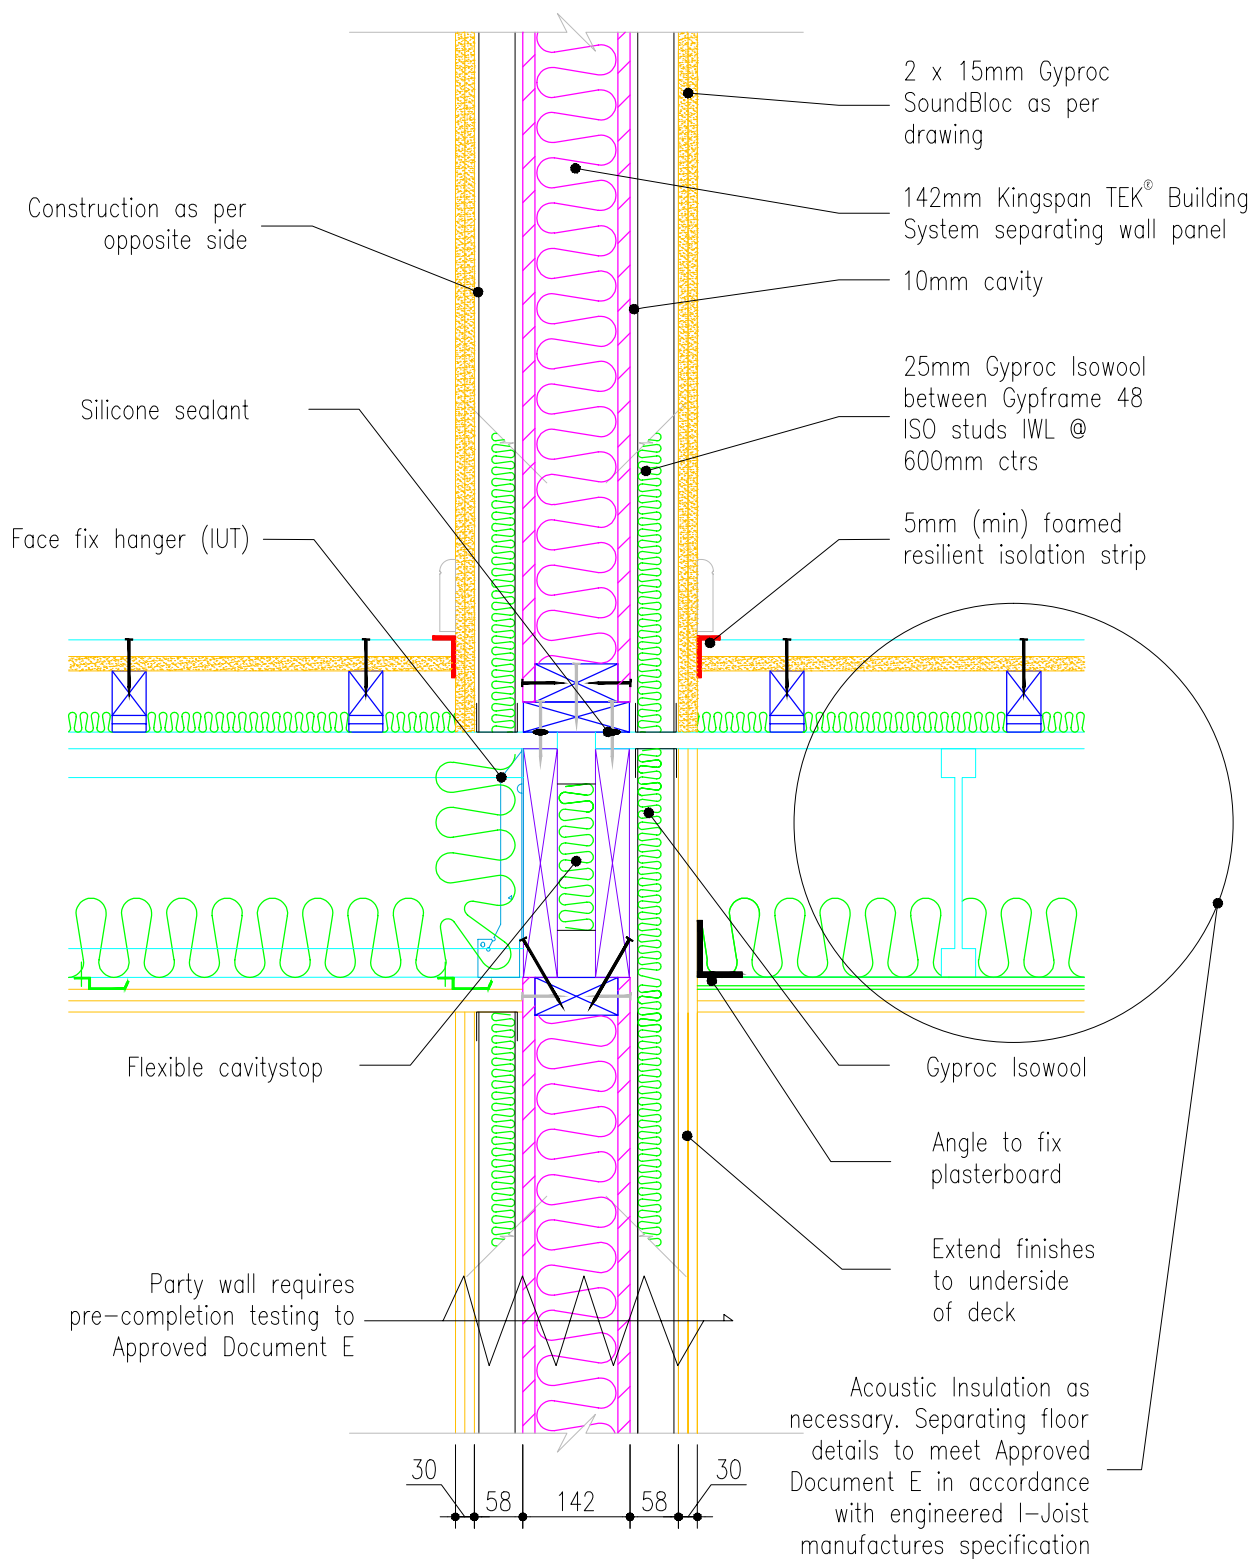 2 x 15mm Gyproc
SoundBloc as per
drawing
142mm Kingspan TEK® Building
System separating wall panel
Construction as per
opposite side
10mm cavity
25mm Gyproc Isowool
between Gypframe 48
ISO studs IWL @
600mm ctrs
Silicone sealant
5mm (min) foamed
resilient isolation strip
Face fix hanger (IUT)
Flexible cavitystop
Gyproc Isowool
Angle to fix
plasterboard
Extend finishes
to underside
of deck
Party wall requires
pre-completion testing to
Approved Document E
Acoustic Insulation as
necessary. Separating floor
details to meet Approved
Document E in accordance
with engineered I-Joist
manufactures specification
30 58 142 58 30